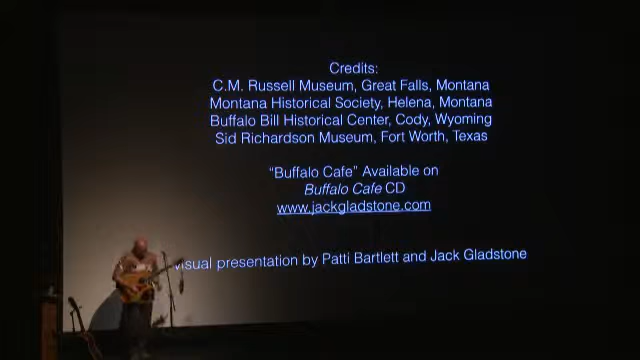 Credits:
C.M. Russell Museum, Great Falls, Montana
Montana Historical Society, Helena, Montana
Buffalo Bill Historical Center, Cody, Wyoming
Sid Richardson Museum, Fort Worth, Texas
“Buffalo Cafe” Available on
Buffalo Cafe CD
www.jackgladstone.com
Visual presentation by Patti Bartlett and Jack Gladstone